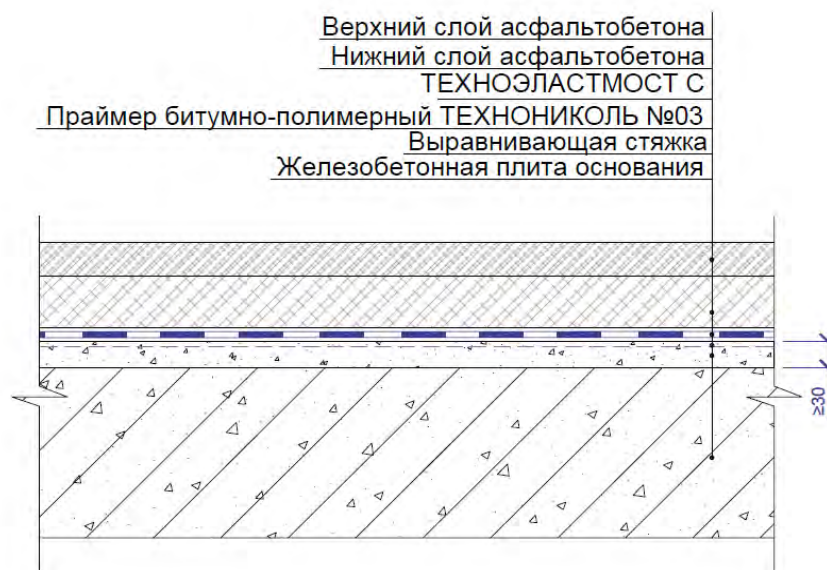 Верхний слой асфальтобетона
Нижний слой асфальтобетона
ТЕХНОЭЛАСТМОСТ С
Праймер битумно-полимерный ТЕХНОНИКОЛЬ №03
Выравнивающая стяжка
Железобетонная плита основания
≥30